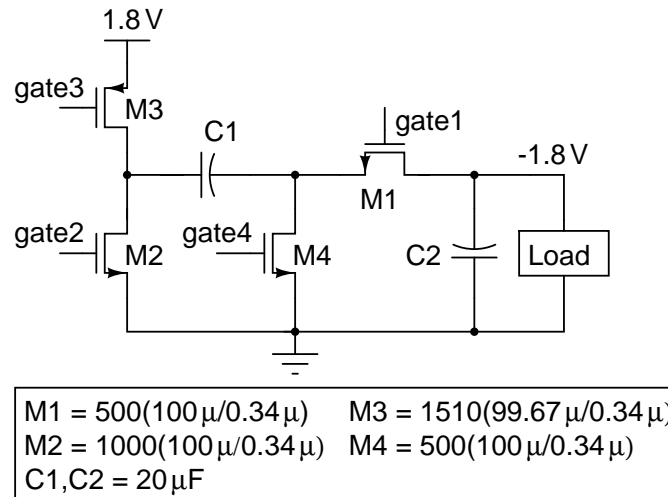 1.8 V
gate3
M3
C1
gate1
-1.8 V
M1
gate2
M2
gate4
M4
C2
Load
M1 = 500(100 μ/0.34 μ) M3 = 1510(99.67 μ/0.34 μ)
M2 = 1000(100 μ/0.34 μ) M4 = 500(100 μ/0.34 μ)
C1,C2 = 20 μF